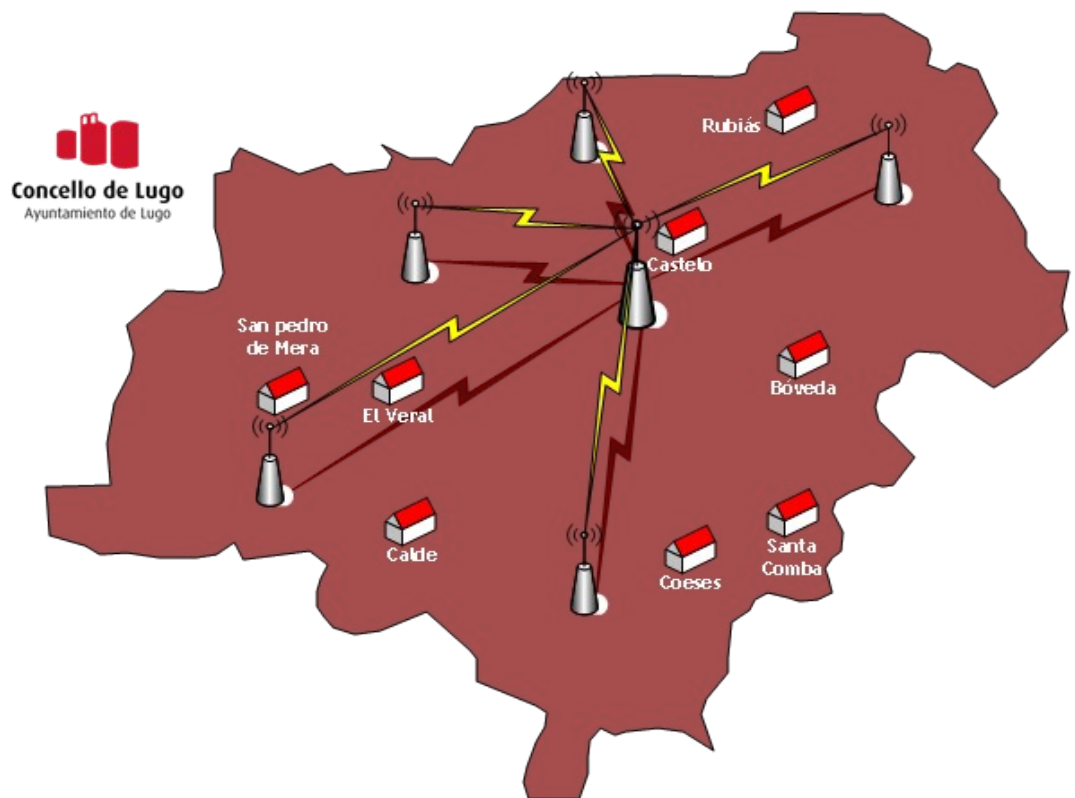 Rubiás
Concello de Lugo
Ayuntamiento de Lugo
Castelo
San pedro
de Mera
Bóveda
El Veral
Calde
Coeses
Santa
Comba